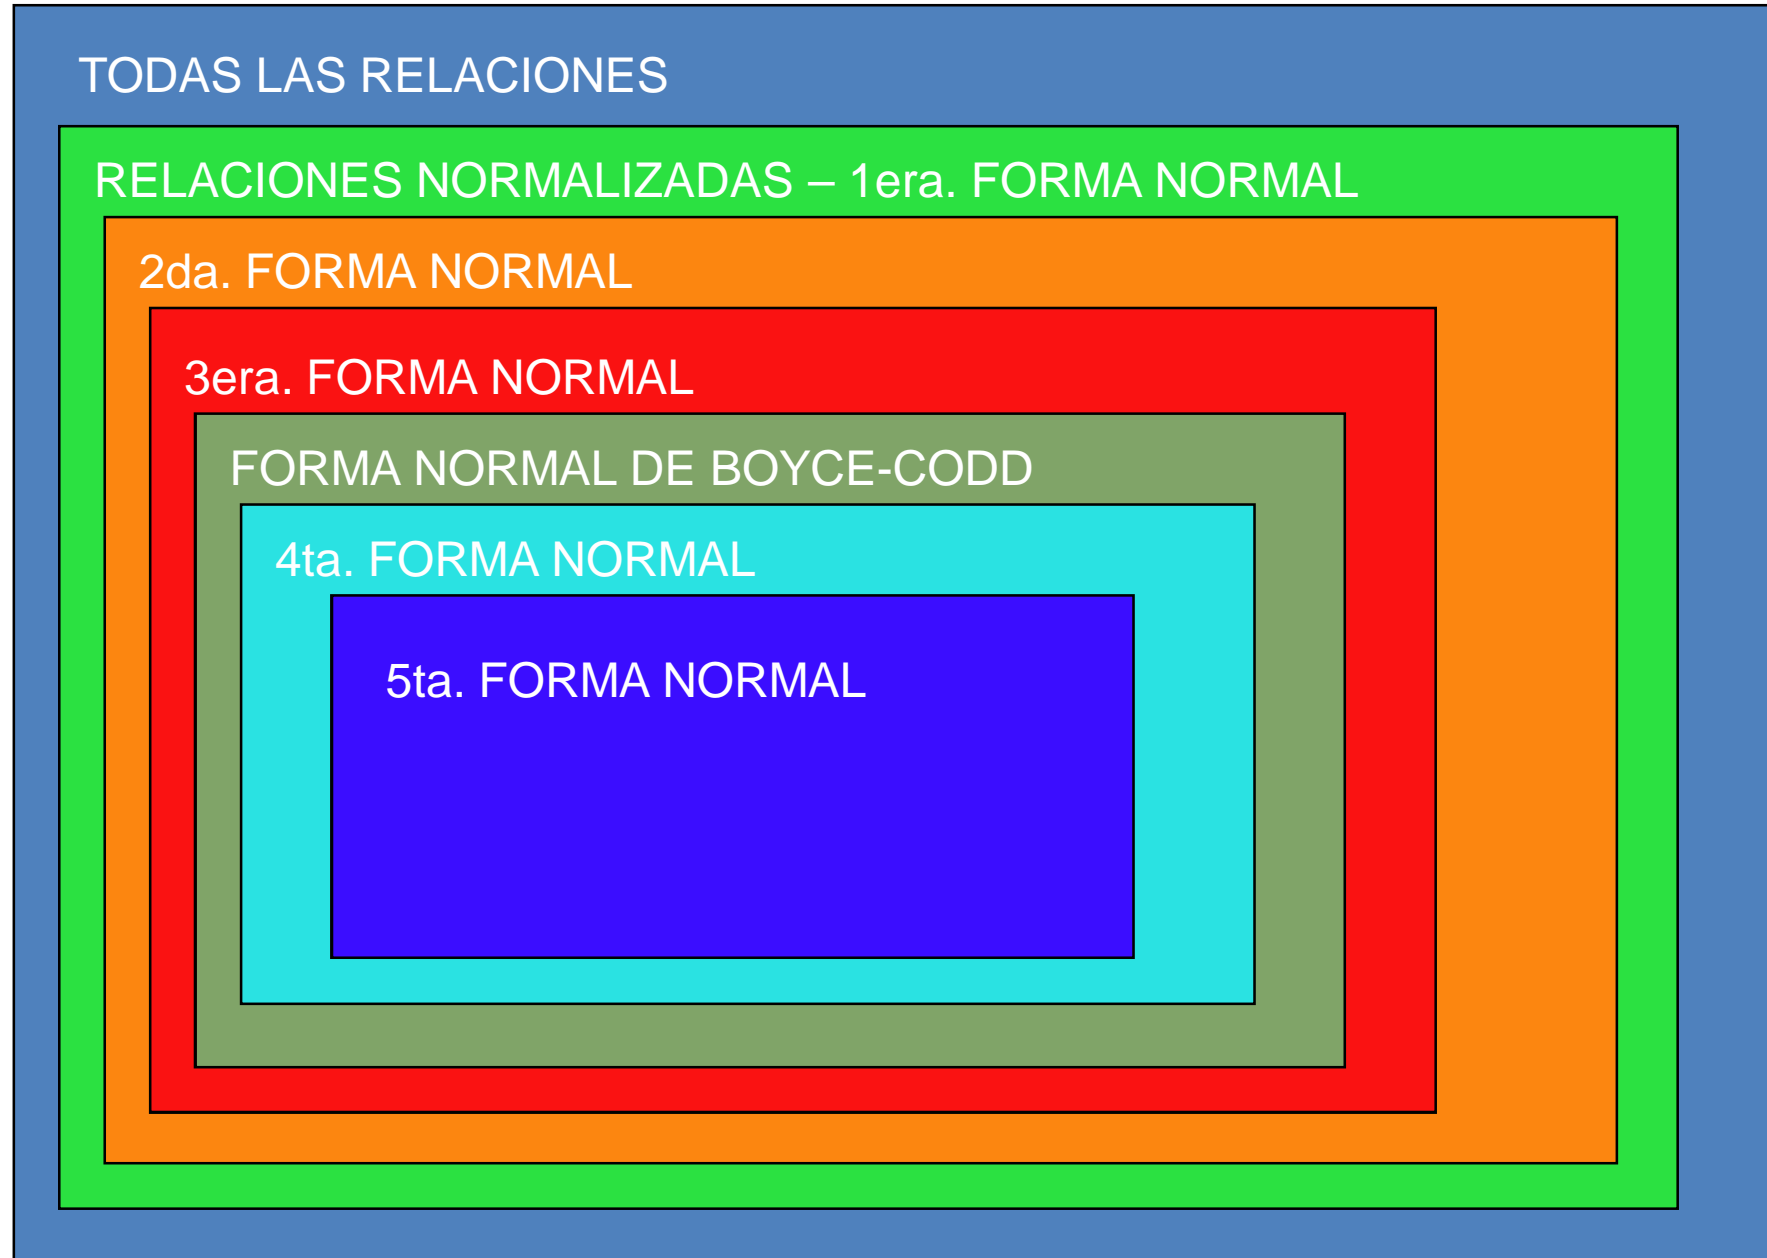 TODAS LAS RELACIONES
RELACIONES NORMALIZADAS – 1era. FORMA NORMAL
2da. FORMA NORMAL
3era. FORMA NORMAL
FORMA NORMAL DE BOYCE-CODD
4ta. FORMA NORMAL
5ta. FORMA NORMAL